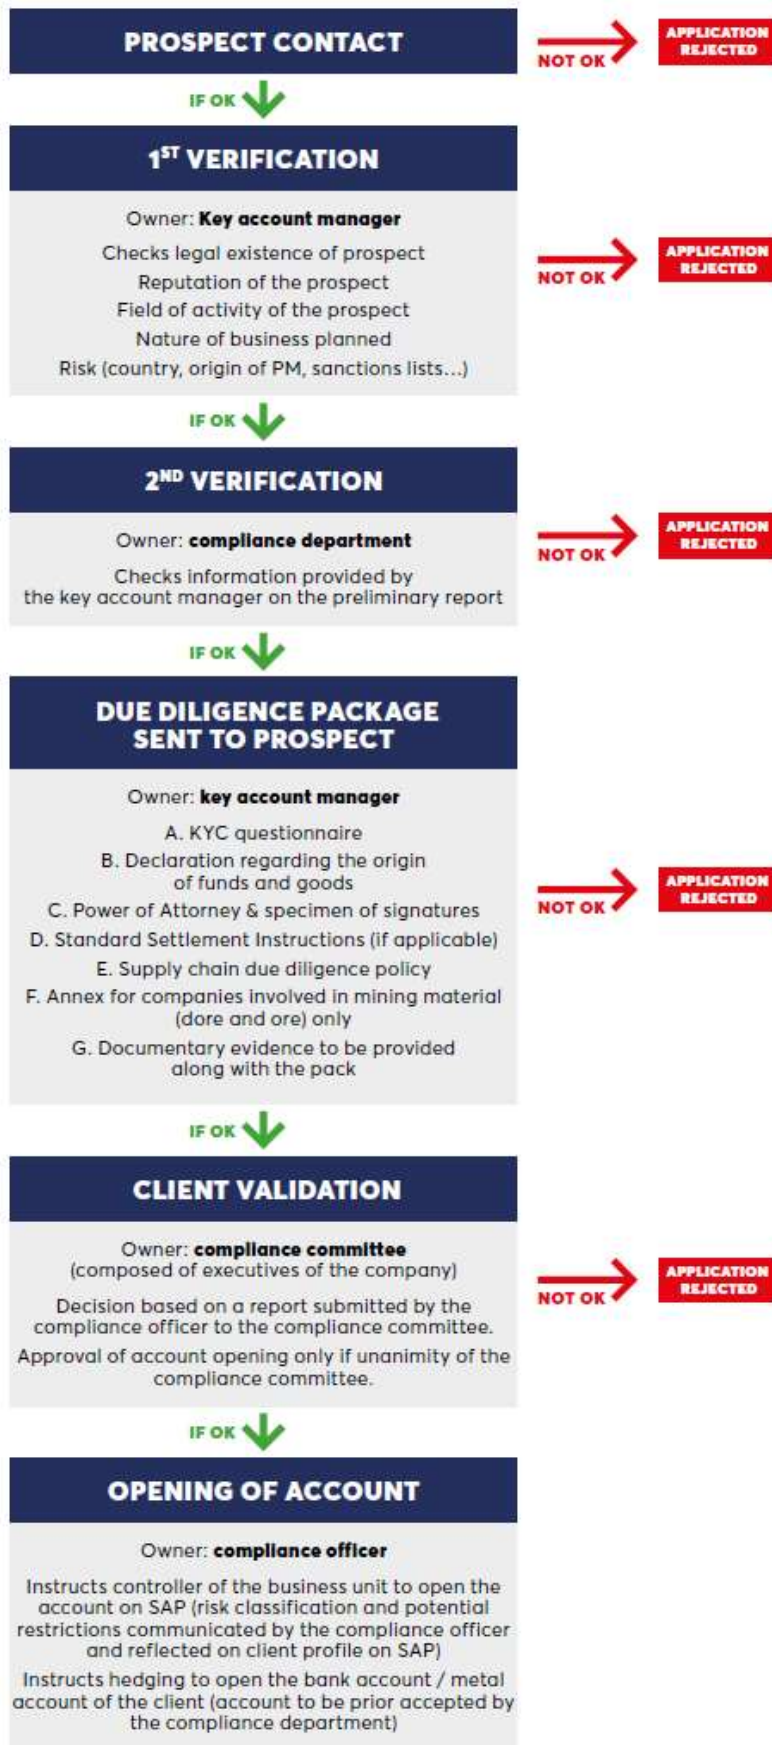 PROSPECT CONTACT
NOT OK
APPLICATION
REJECTED
IF OK
1ST VERIFICATION
Owner: Key account manager
Checks legal existence of prospect
Reputation of the prospect
Field of activity of the prospect
Nature of business planned
Risk (country, origin of PM, sanctions lists...)
NOT OK
APPLICATION
REJECTED
IF OK
2ND VERIFICATION
Owner: compliance department
Checks information provided by
the key account manager on the preliminary report
NOT OK
APPLICATION
REJECTED
IF OK
DUE DILIGENCE PACKAGE
SENT TO PROSPECT
Owner: key account manager
A. KYC questionnaire
B. Declaration regarding the origin
of funds and goods
C. Power of Attorney & specimen of signatures
D. Standard Settlement Instructions (if applicable)
E. Supply chain due diligence policy
F. Annex for companies involved in mining material
(dore and ore) only
G. Documentary evidence to be provided
along with the pack
NOT OK
APPLICATION
REJECTED
IF OK
CLIENT VALIDATION
Owner: compliance committee
(composed of executives of the company)
Decision based on a report submitted by the
compliance officer to the compliance committee.
Approval of account opening only if unanimity of the
compliance committee.
NOT OK
APPLICATION
REJECTED
IF OK
OPENING OF ACCOUNT
Owner: compliance officer
Instructs controller of the business unit to open the
account on SAP (risk classification and potential
restrictions communicated by the compliance officer
and reflected on client profile on SAP)
Instructs hedging to open the bank account / metal
account of the client (account to be prior accepted by
the compliance department)